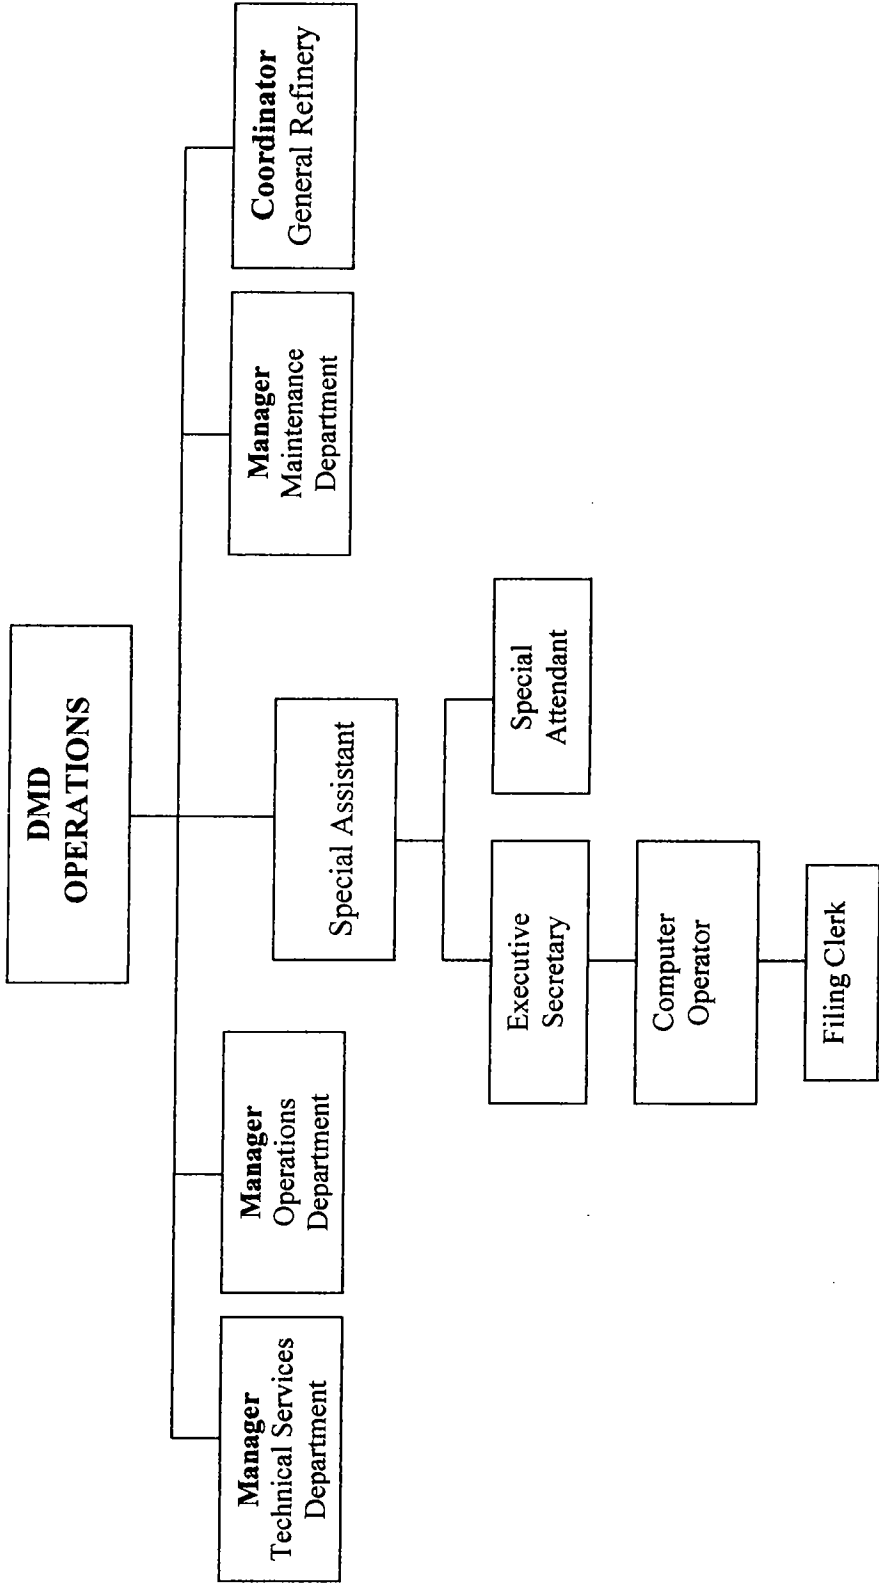 DMD
OPERATIONS
Manager
Technical Services
Department
Manager
Operations
Department
Special Assistant
Manager
Maintenance
Department
Coordinator
General Refinery
Executive
Secretary
Special
Attendant
Computer
Operator
Filing Clerk